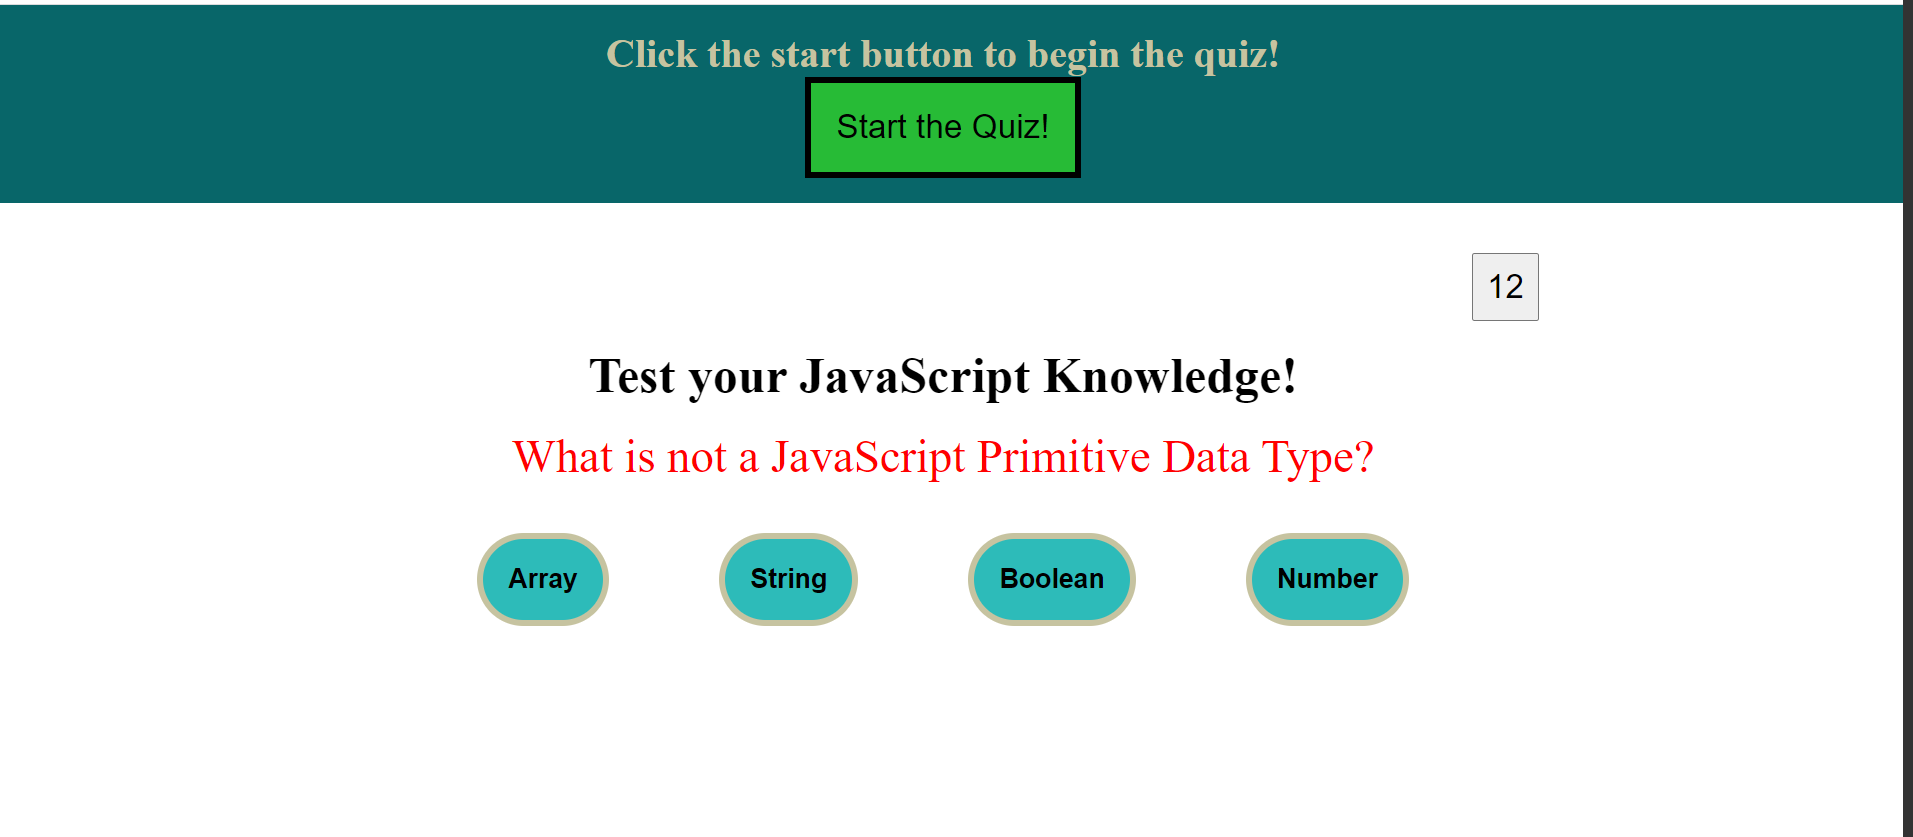 Click the start button to begin the quiz!
Start the Quiz!
12
Test your JavaScript Knowledge!
What is not a JavaScript Primitive Data Type?
Array String Boolean Number